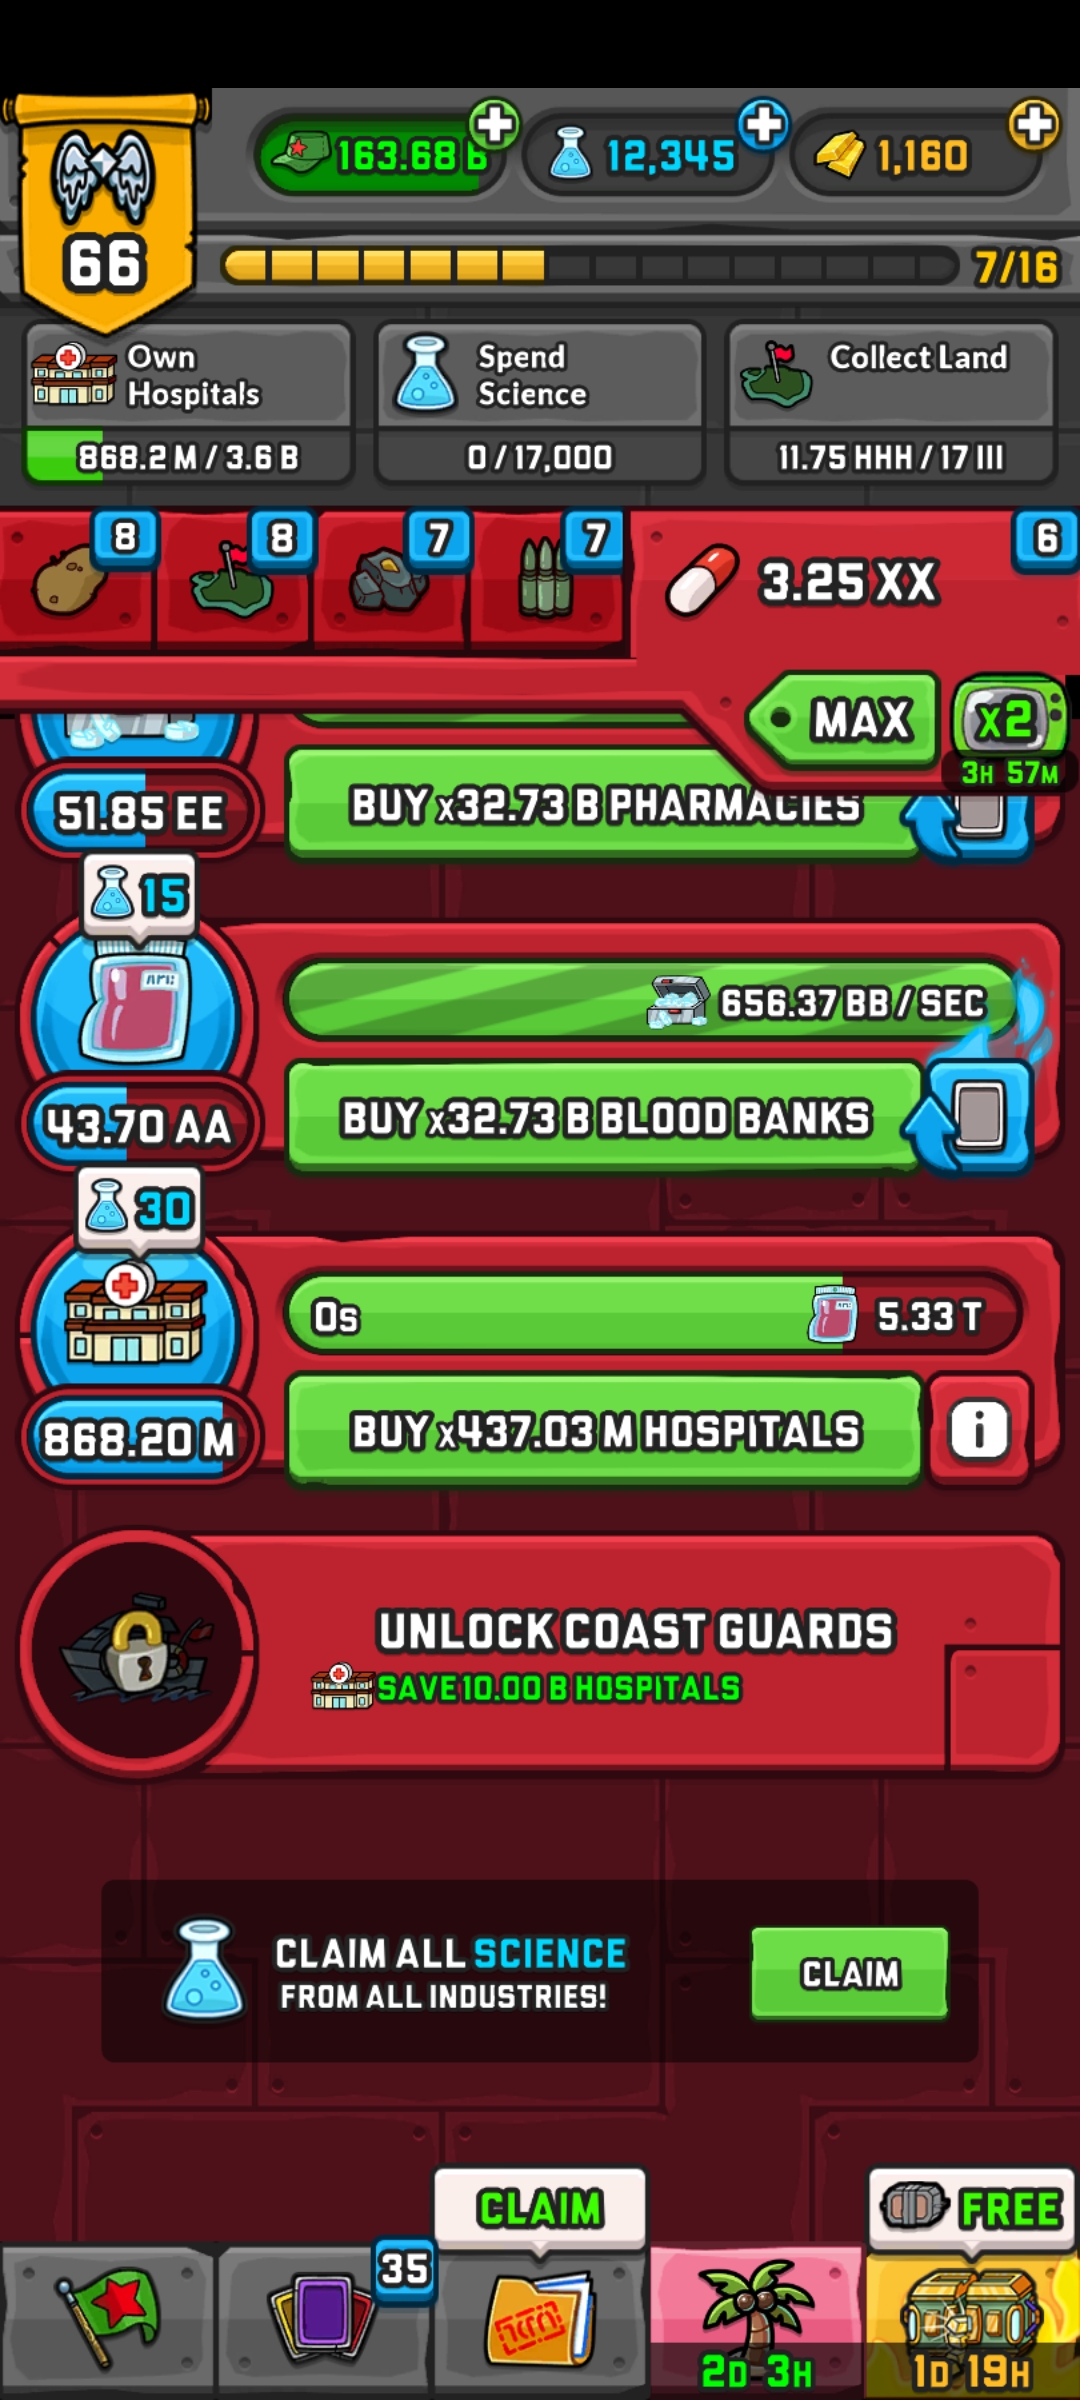 163.68 B
12,345
1,160
66
7/16
Own
Hospitals
868.2 M / 3.6 B
Spend
Science
0 / 17,000
Collect Land
11.75 HHH / 17 III
8
8
7
7
6
3.25 XX
MAX
x2
3H 57M
51.85 EE
BUY x32.73 B PHARMACIES
15
656.37 BB / SEC
43.70 AA
BUY x32.73 B BLOOD BANKS
30
0s
5.33 T
868.20 M
BUY x437.03 M HOSPITALS
i
UNLOCK COAST GUARDS
SAVE 10.00 B HOSPITALS
CLAIM ALL SCIENCE
FROM ALL INDUSTRIES!
CLAIM
CLAIM
FREE
35
2D 3H
1D 19H